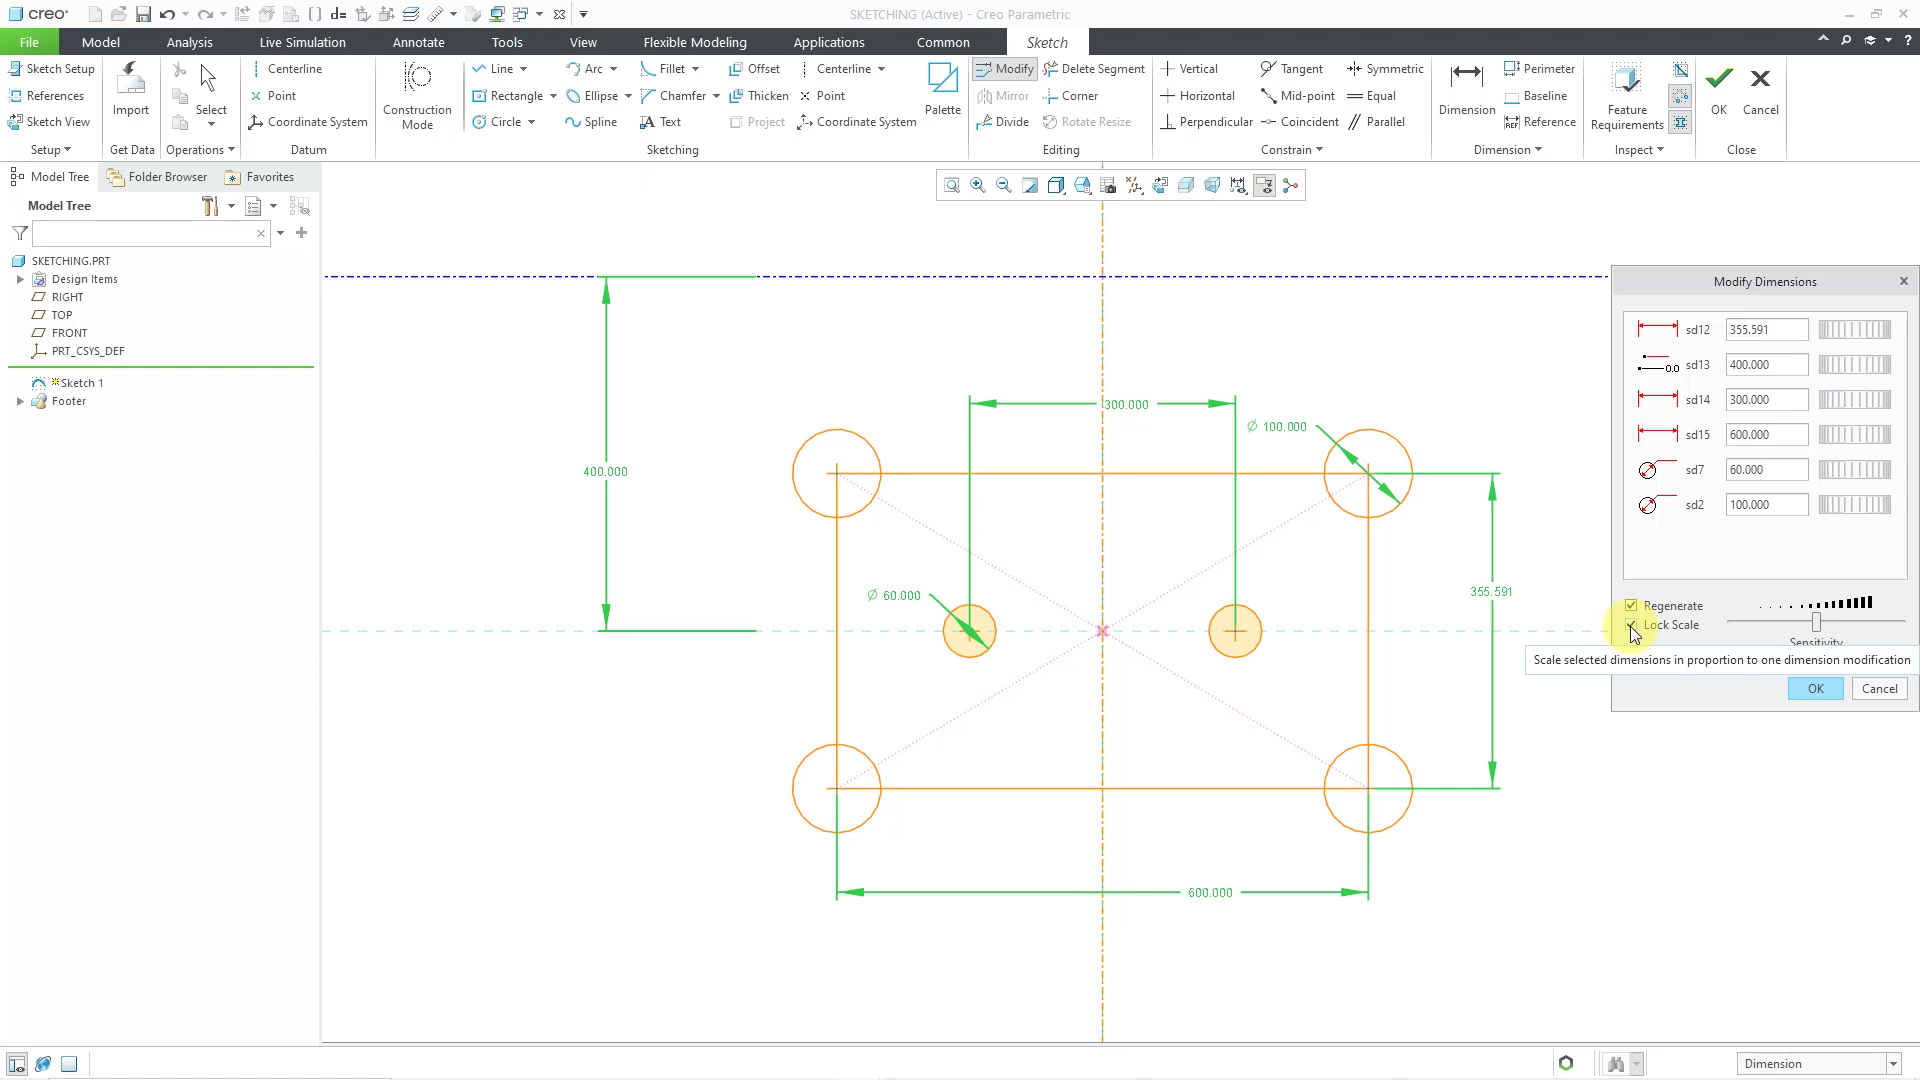 creo
d=
SKETCHING (Active) - Creo Parametric
File Model Analysis Live Simulation Annotate Tools View Flexible Modeling Applications Common Sketch
Sketch Setup
References
Sketch View
Setup
Import
Get Data
Select
Operations
Centerline
Point
Coordinate System
Datum
Construction
Mode
Line Arc Fillet Offset Centerline
Rectangle Ellipse Chamfer Thicken Point
Circle Spline Text Project Coordinate System
Palette
Sketching
Modify Delete Segment
Mirror Corner
Divide Rotate Resize
Editing
Vertical Tangent Symmetric
Horizontal Mid-point Equal
Perpendicular Coincident Parallel
Constrain
Dimension
Perimeter
Baseline
Reference
Dimension
Feature
Requirements
Inspect
OK Cancel
Close
Model Tree Folder Browser Favorites
Model Tree
SKETCHING.PRT
Design Items
RIGHT
TOP
FRONT
PRT_CSYS_DEF
Sketch 1
Footer
300.000
Ø 100.000
400.000
Ø 60.000
355.591
600.000
Modify Dimensions
sd12 355.591
0.0 sd13 400.000
sd14 300.000
sd15 600.000
sd7 60.000
sd2 100.000
Regenerate
Lock Scale
Sensitivity
Scale selected dimensions in proportion to one dimension modification
OK Cancel
Dimension